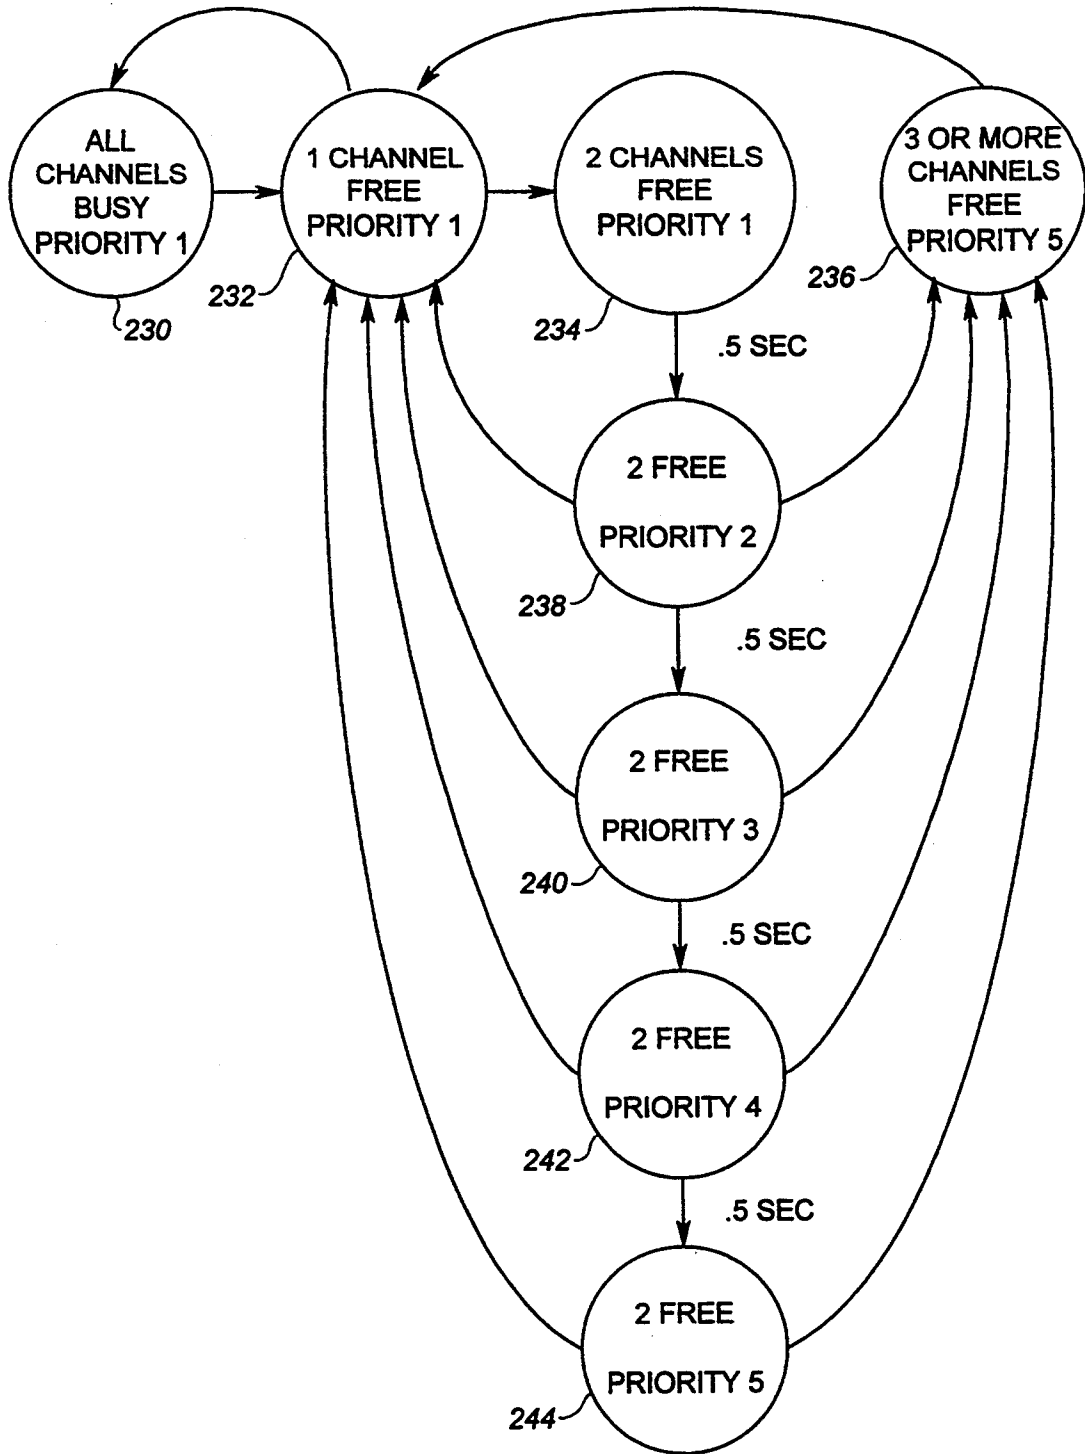 ALL
CHANNELS
BUSY
PRIORITY 1
230
1 CHANNEL
FREE
PRIORITY 1
232
2 CHANNELS
FREE
PRIORITY 1
234
3 OR MORE
CHANNELS
FREE
PRIORITY 5
236
.5 SEC
2 FREE
PRIORITY 2
238
.5 SEC
2 FREE
PRIORITY 3
240
.5 SEC
2 FREE
PRIORITY 4
242
.5 SEC
2 FREE
PRIORITY 5
244